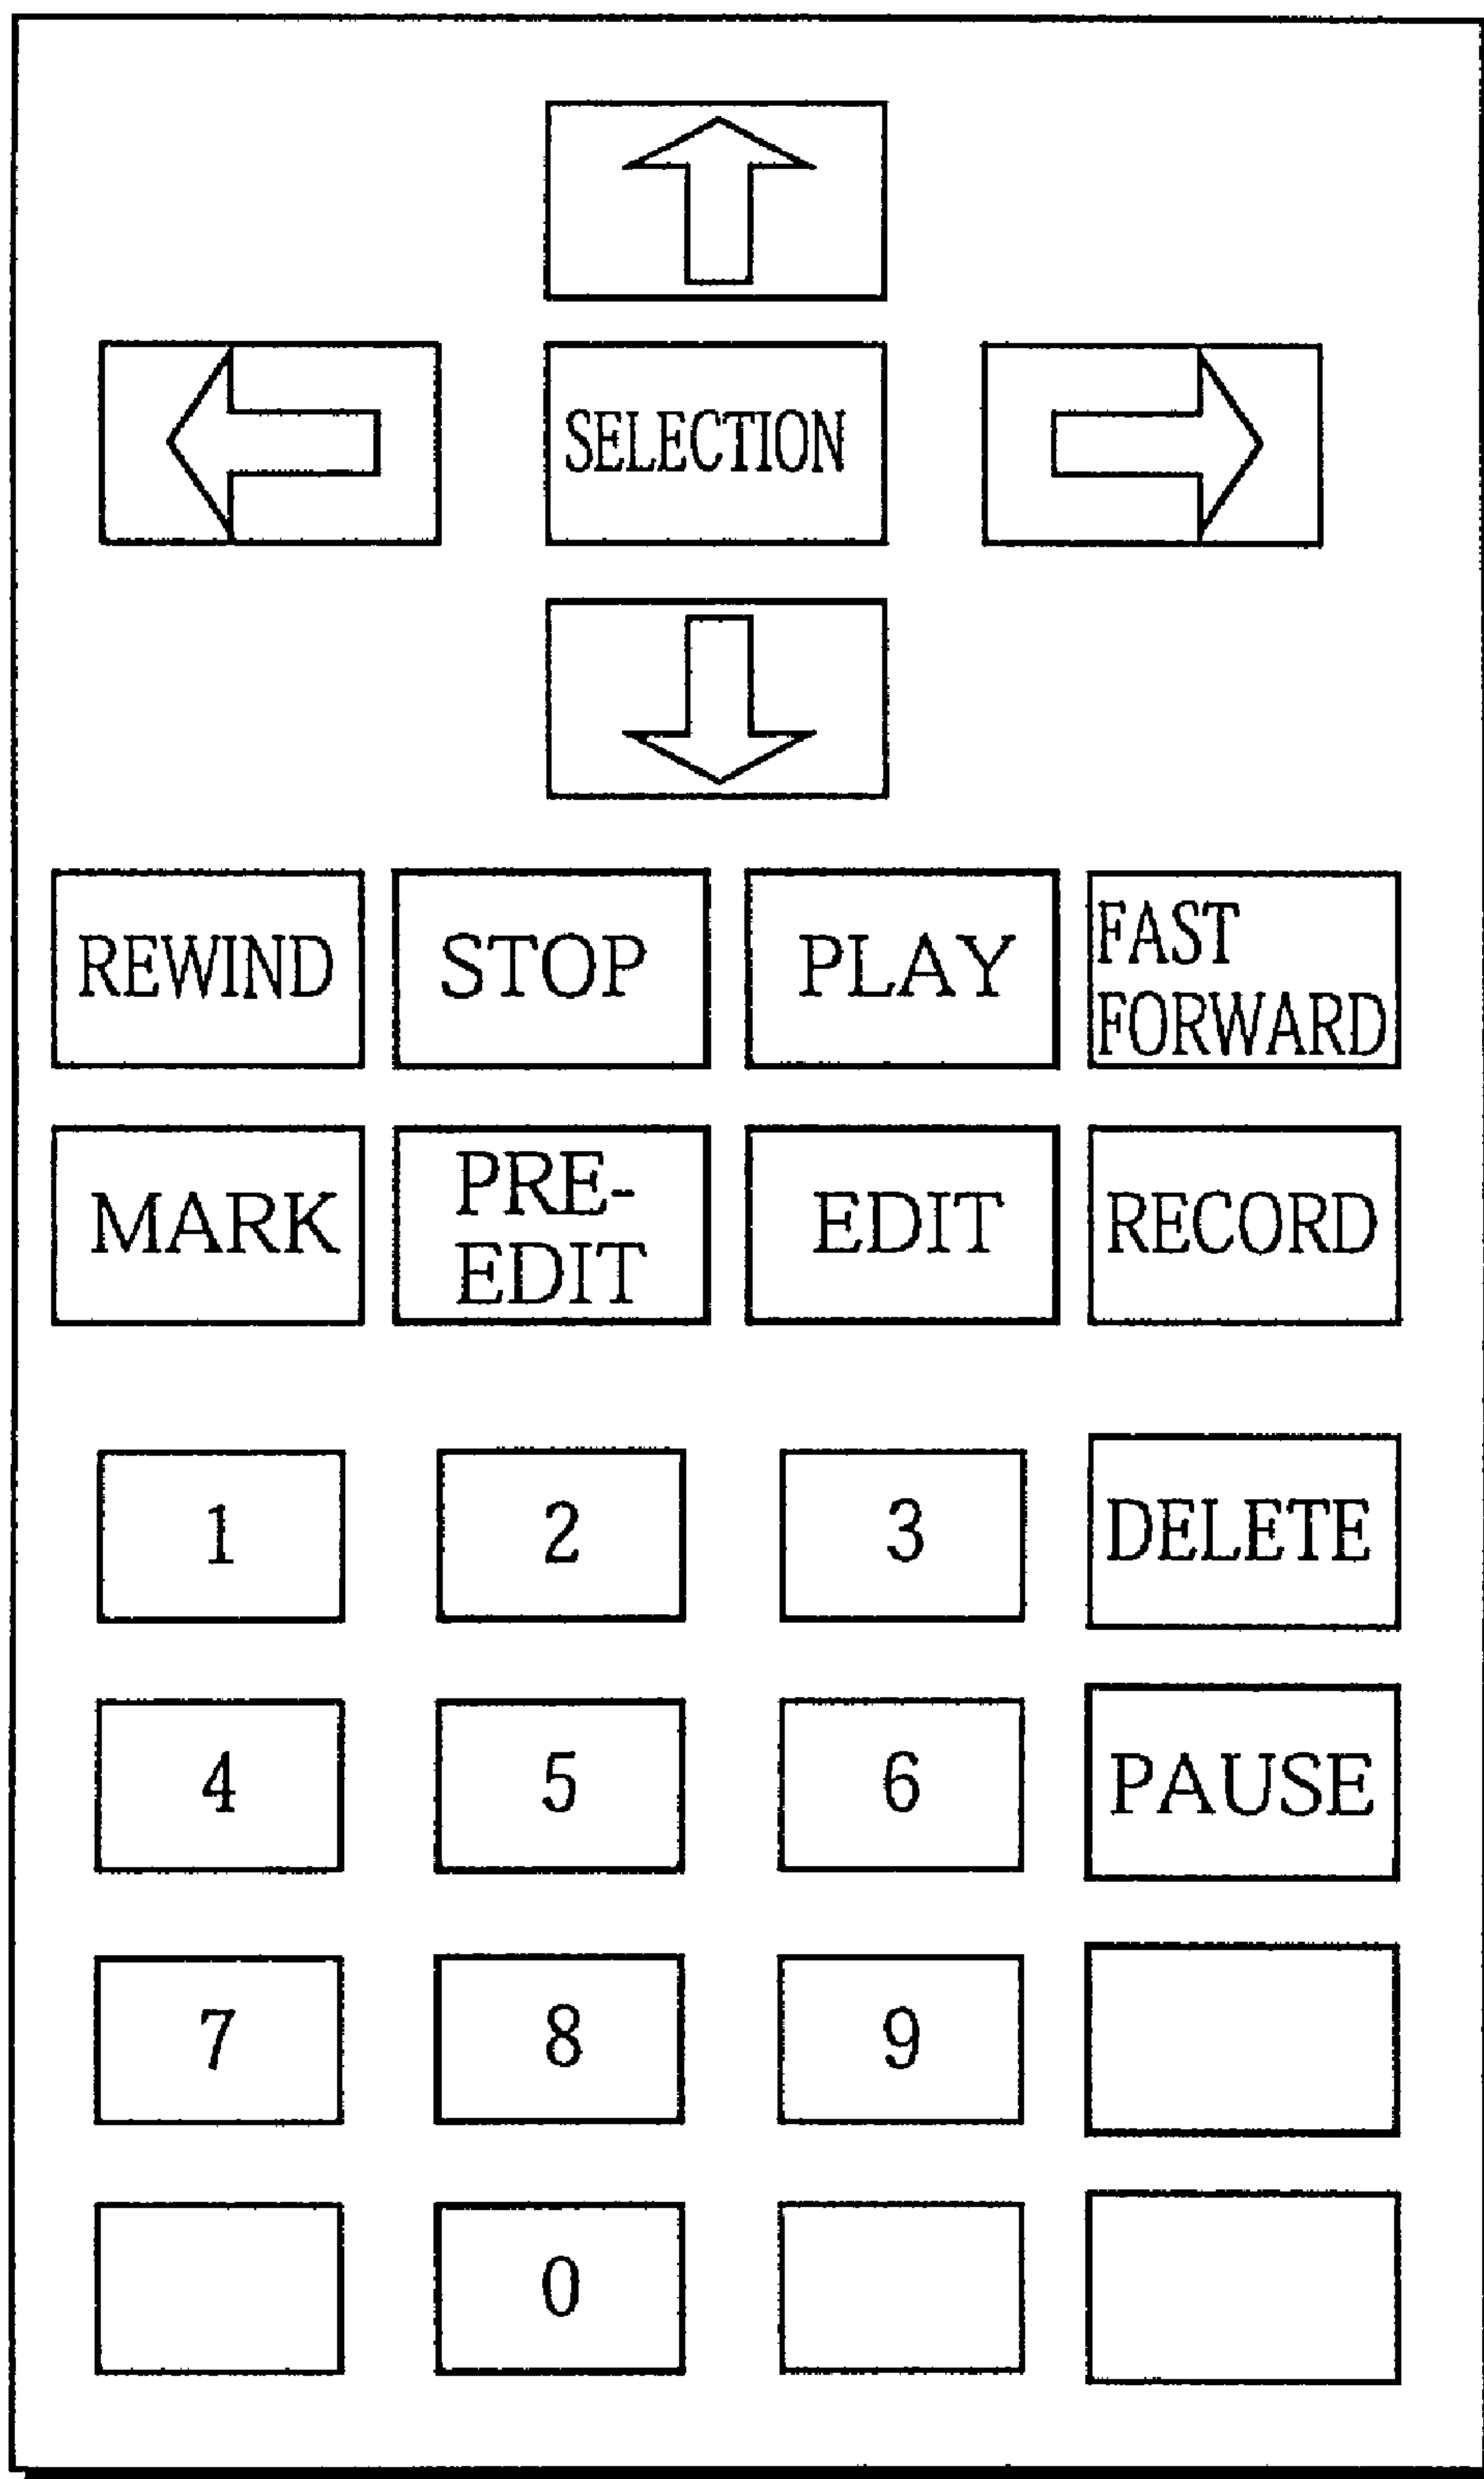 SELECTION
REWIND
STOP
PLAY
FAST
FORWARD
MARK
PRE-
EDIT
EDIT
RECORD
1
2
3
DELETE
4
5
6
PAUSE
7
8
9
0